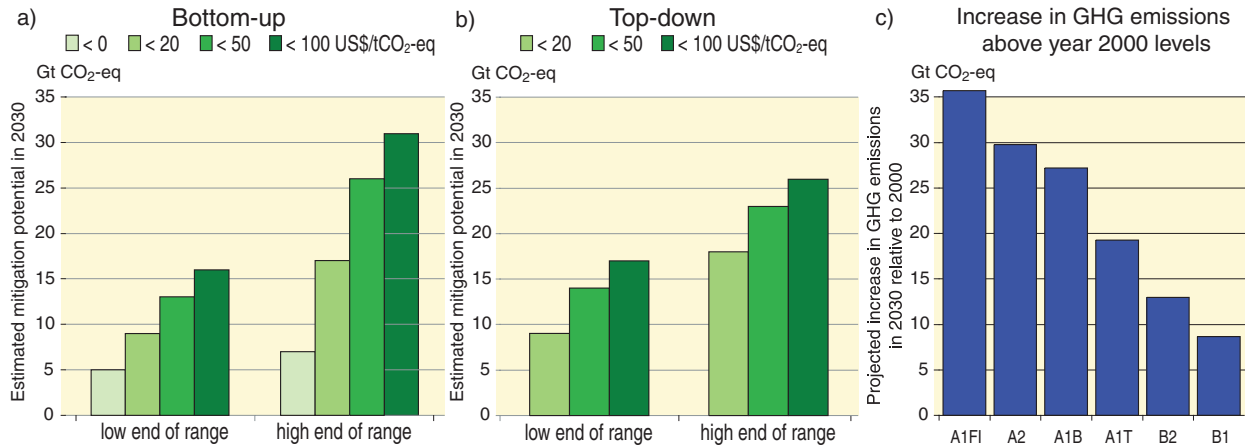 a) Bottom-up
< 0 < 20 < 50 < 100 US$/tCO₂-eq
Gt CO₂-eq
Estimated mitigation potential in 2030
35
30
25
20
15
10
5
0
low end of range high end of range
b) Top-down
< 20 < 50 < 100 US$/tCO₂-eq
Gt CO₂-eq
Estimated mitigation potential in 2030
35
30
25
20
15
10
5
0
low end of range high end of range
c) Increase in GHG emissions
above year 2000 levels
Gt CO₂-eq
Projected increase in GHG emissions
in 2030 relative to 2000
35
30
25
20
15
10
5
0
A1FI A2 A1B A1T B2 B1